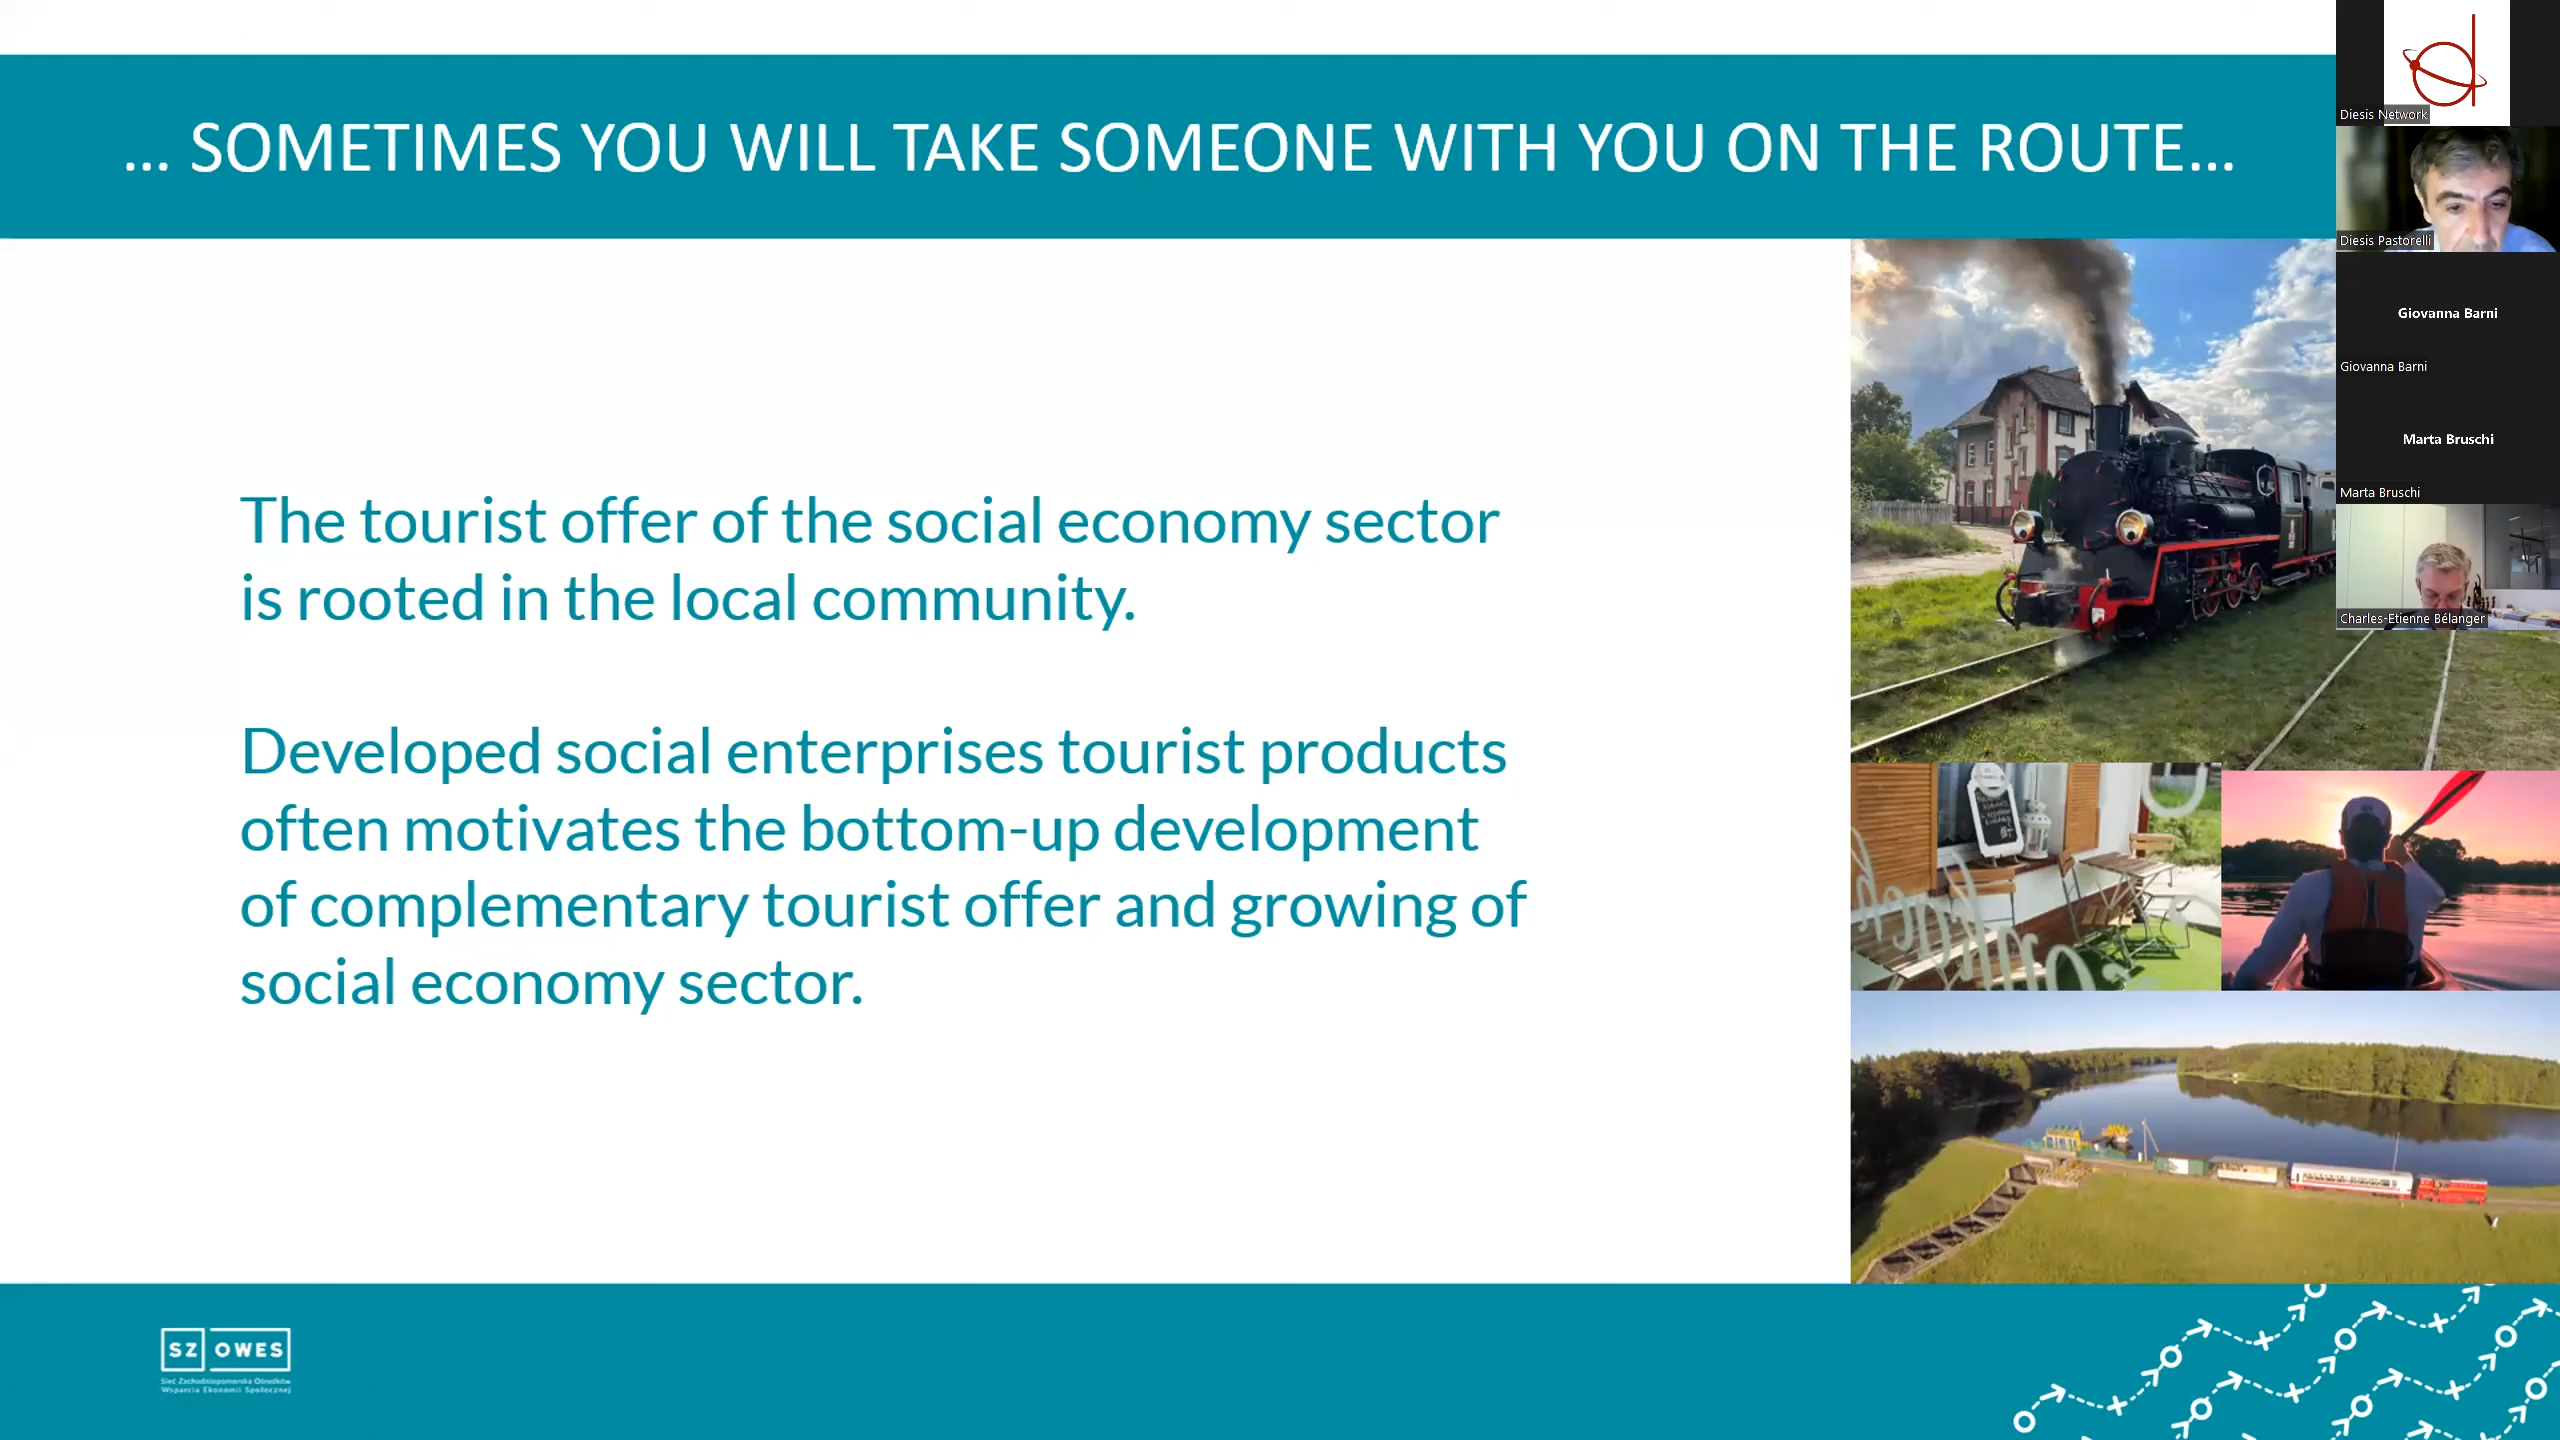 ... SOMETIMES YOU WILL TAKE SOMEONE WITH YOU ON THE ROUTE...
The tourist offer of the social economy sector
is rooted in the local community.
Developed social enterprises tourist products
often motivates the bottom-up development
of complementary tourist offer and growing of
social economy sector.
SZ OWES
Sieć Zachodniopomorska Ośrodków
Wsparcia Ekonomii Społecznej
Diesis Network
Diesis Pastorelli
Giovanna Barni
Giovanna Barni
Marta Bruschi
Marta Bruschi
Charles-Etienne Bélanger